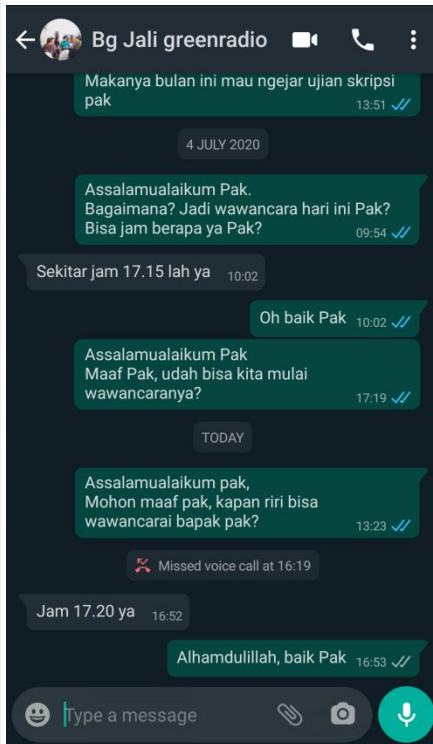 Bg Jali greenradio
Makanya bulan ini mau ngejar ujian skripsi
pak
13:51
4 JULY 2020
Assalamualaikum Pak.
Bagaimana? Jadi wawancara hari ini Pak?
Bisa jam berapa ya Pak?
09:54
Sekitar jam 17.15 lah ya 10:02
Oh baik Pak 10:02
Assalamualaikum Pak
Maaf Pak, udah bisa kita mulai
wawancaranya?
17:19
TODAY
Assalamualaikum pak,
Mohon maaf pak, kapan riri bisa
wawancarai bapak pak?
13:23
Missed voice call at 16:19
Jam 17.20 ya 16:52
Alhamdulillah, baik Pak 16:53
Type a message